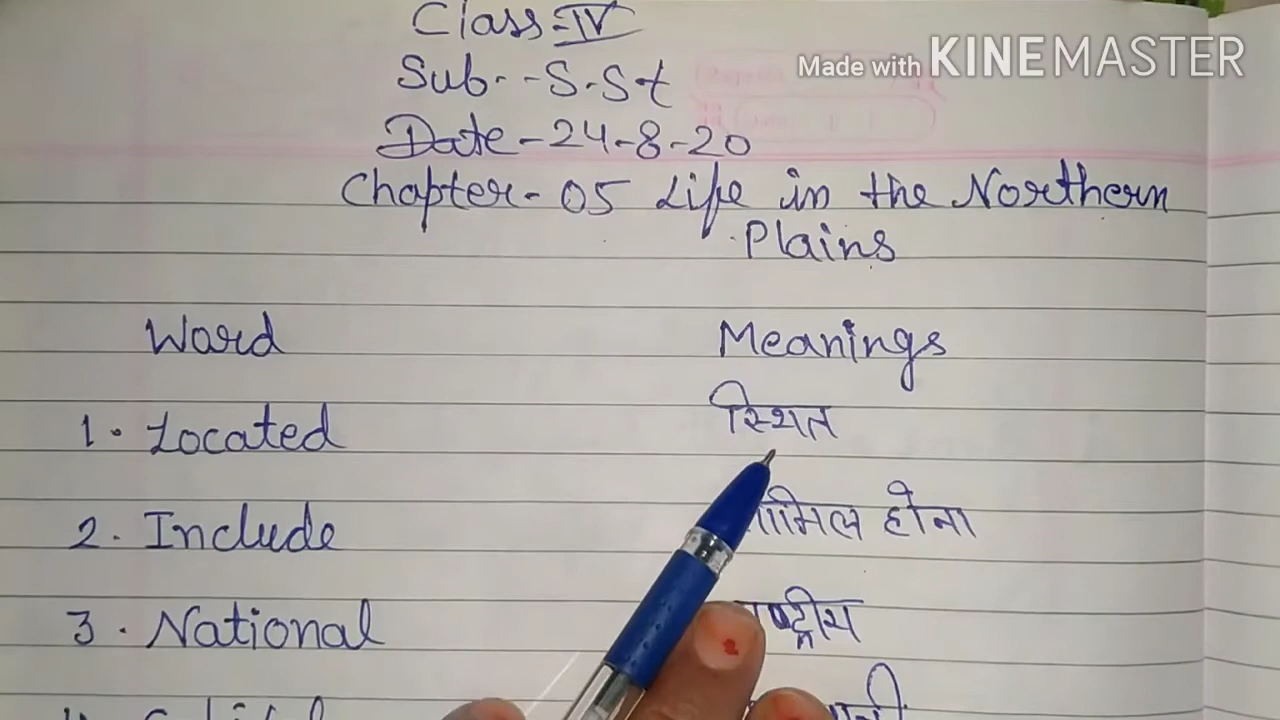 Class-IV
Made with KINEMASTER
Sub--S.St
Date-24-8-20
Chapter-05 Life in the Northern
Plains
Word Meanings
1. Located स्थित
2. Include होना
3. National